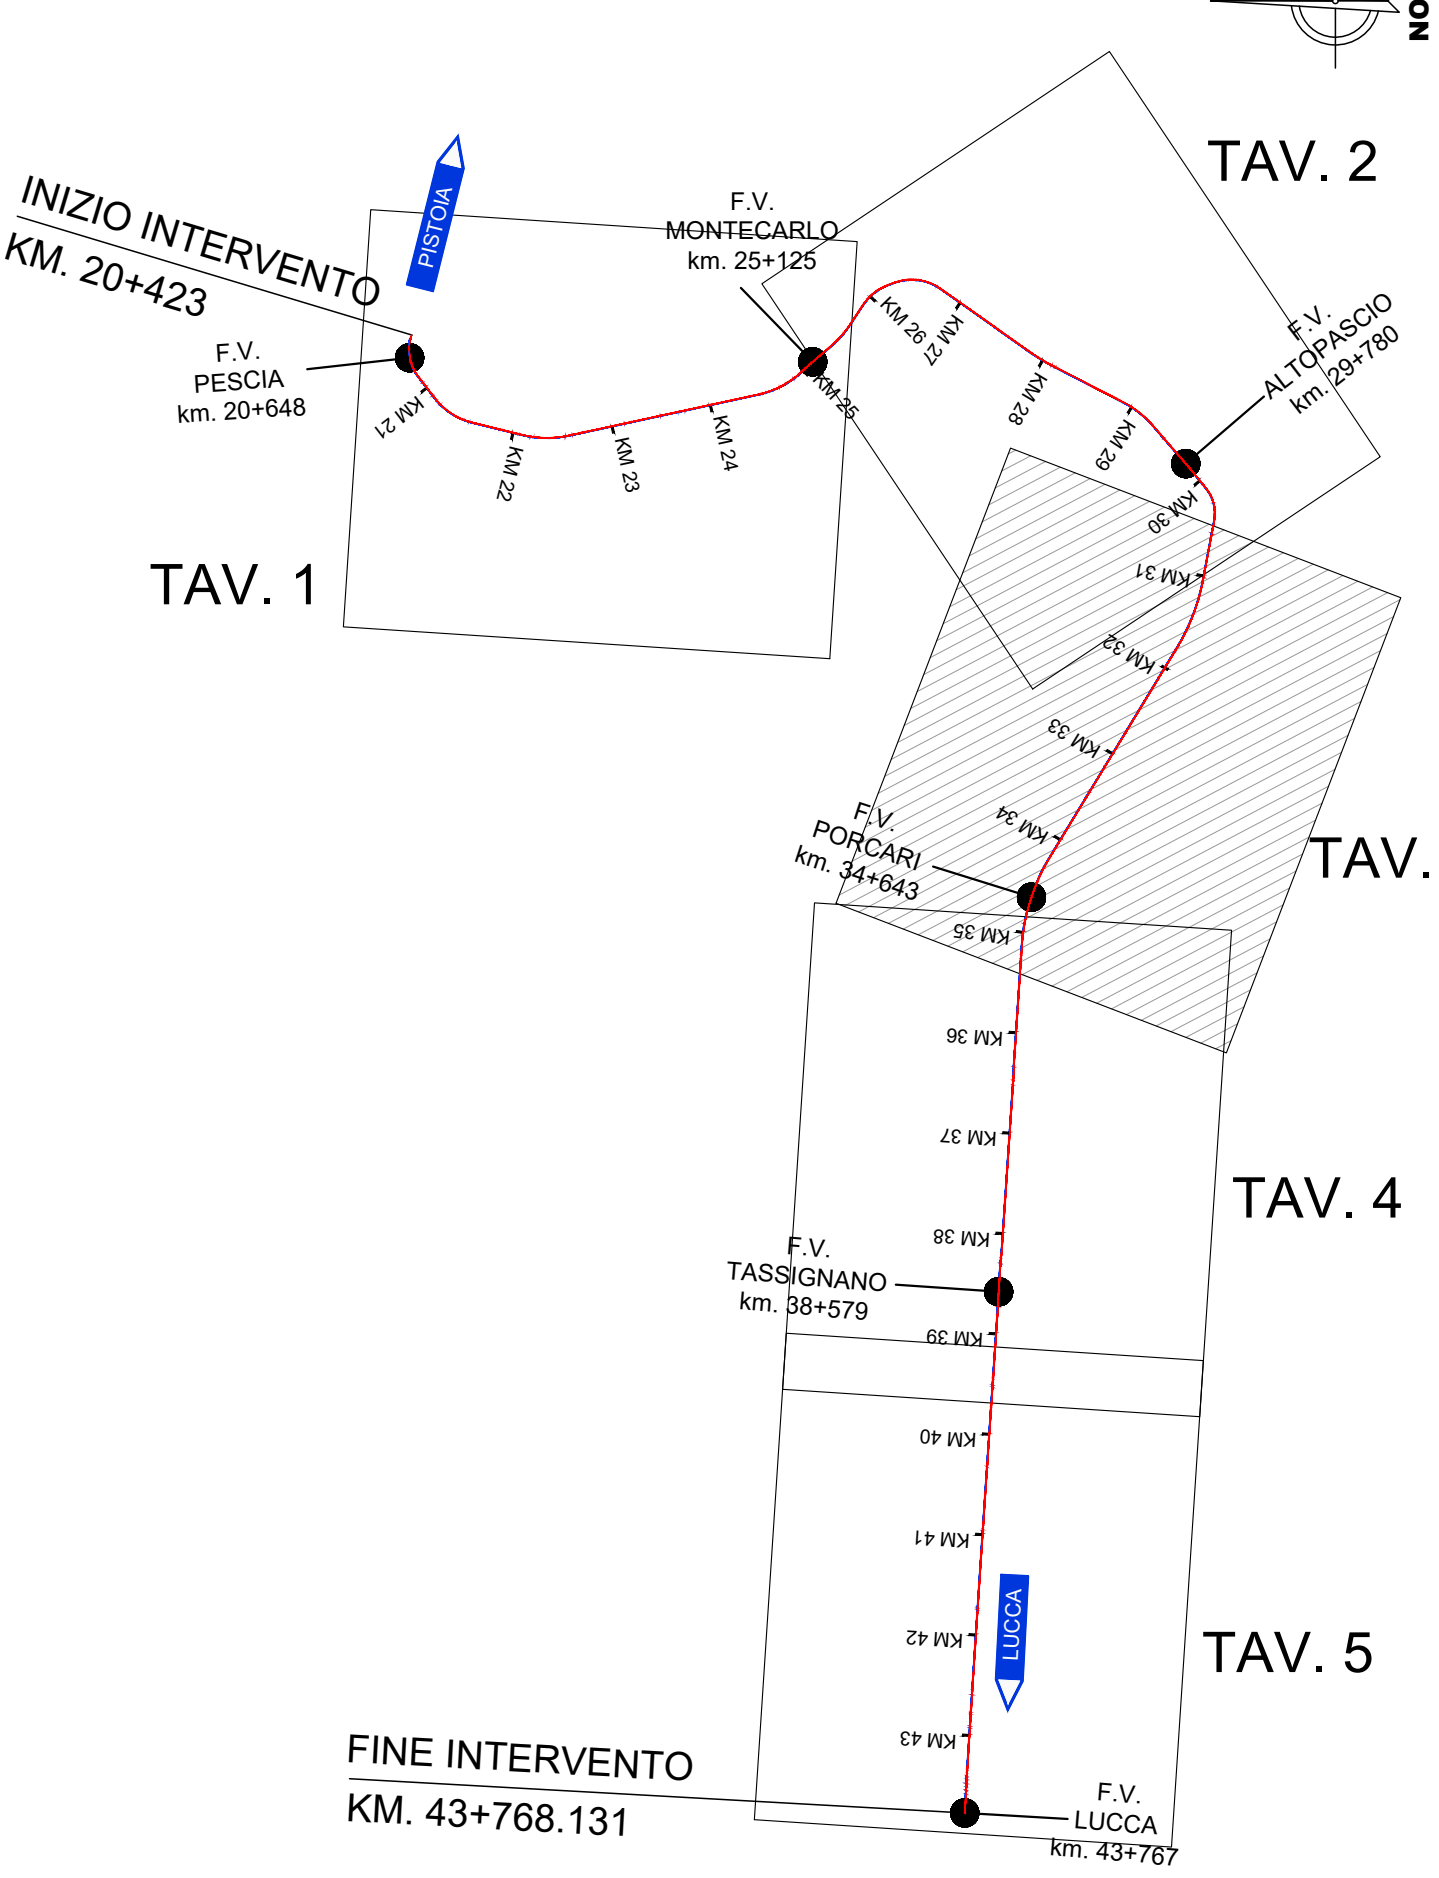 ON
TAV. 2
PISTOIA
INIZIO INTERVENTO
KM. 20+423
F.V.
MONTECARLO
km. 25+125
F.V.
PESCIA
km. 20+648
F.V.
ALTOPASCIO
km. 29+780
KM 21
KM 22
KM 23
KM 24
KM 25
KM 26
KM 27
KM 28
KM 29
KM 30
TAV. 1
KM 31
KM 32
KM 33
KM 34
F.V.
PORCARI
km. 34+643
TAV.
KM 35
KM 36
KM 37
TAV. 4
KM 38
F.V.
TASSIGNANO
km. 38+579
KM 39
KM 40
KM 41
LUCCA
KM 42
TAV. 5
KM 43
FINE INTERVENTO
KM. 43+768.131
F.V.
LUCCA
km. 43+767